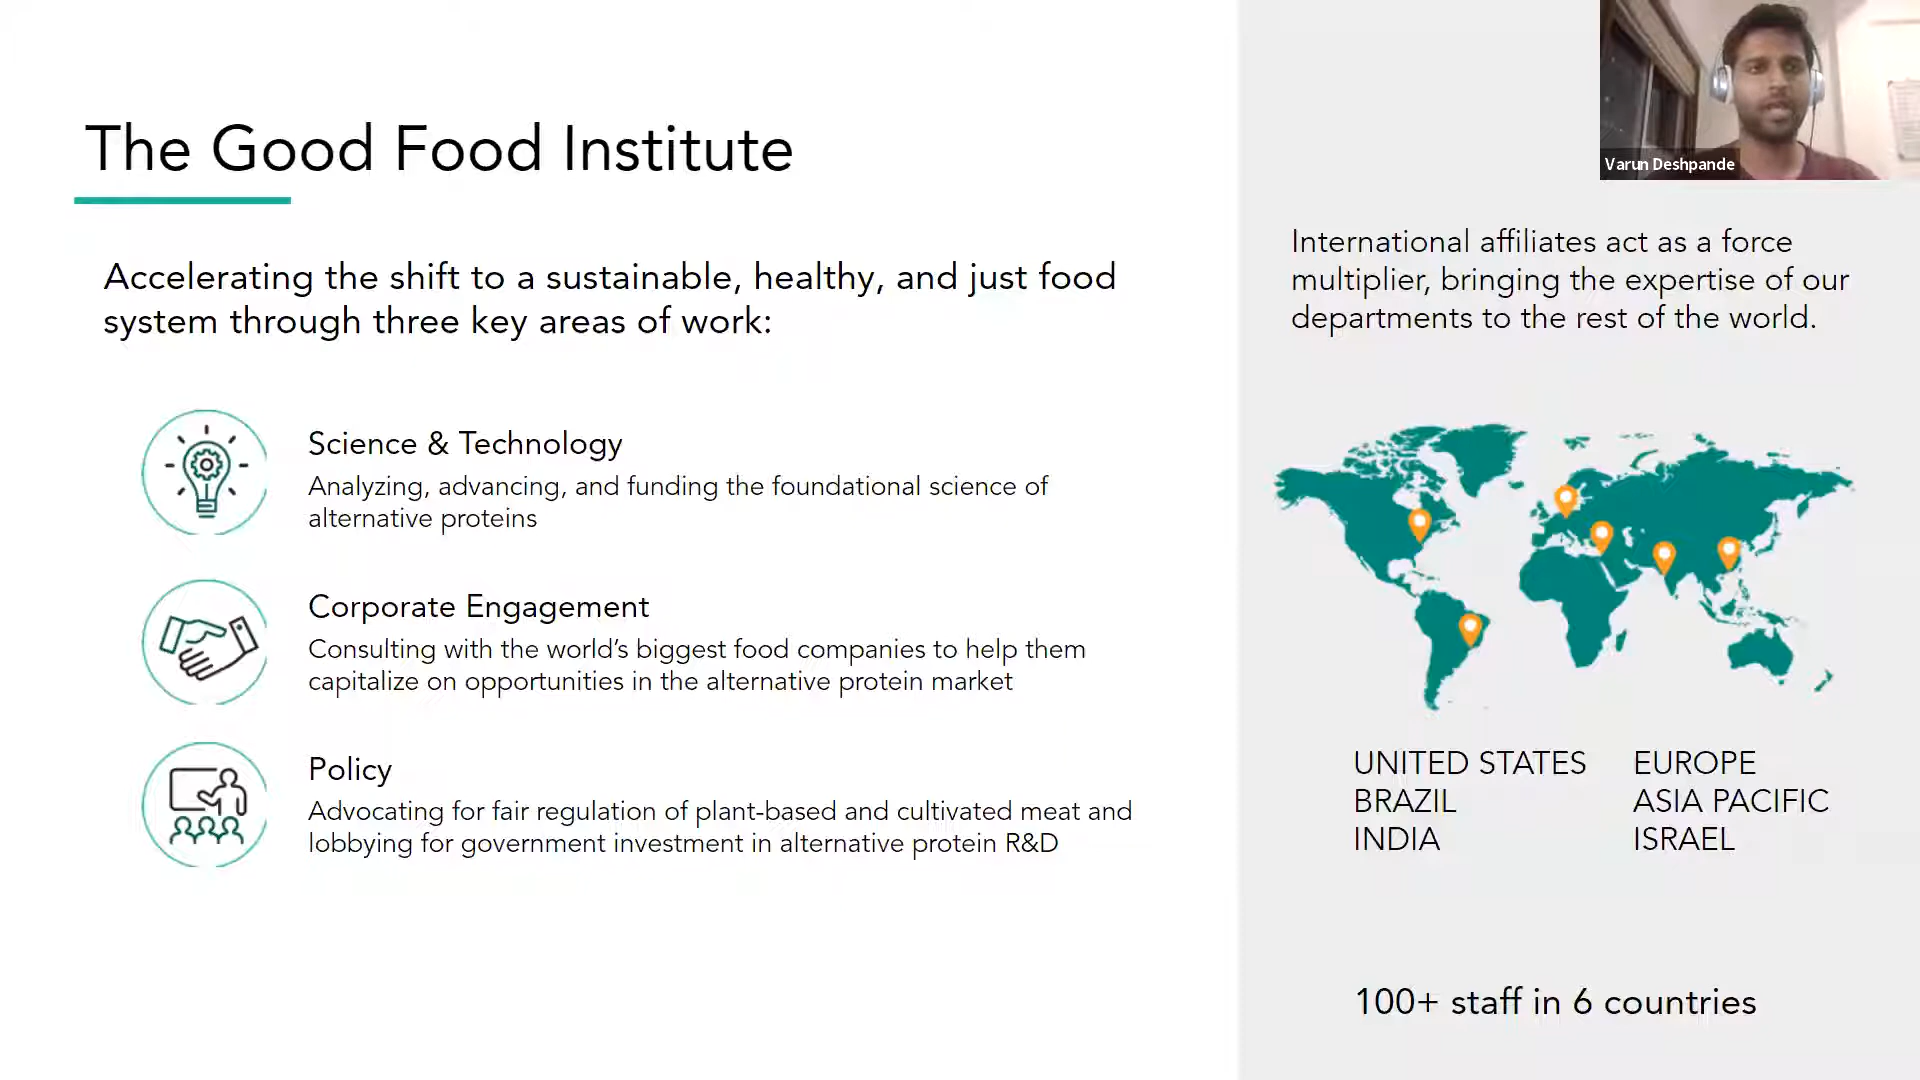 The Good Food Institute
Accelerating the shift to a sustainable, healthy, and just food
system through three key areas of work:
Science & Technology
Analyzing, advancing, and funding the foundational science of
alternative proteins
Corporate Engagement
Consulting with the world’s biggest food companies to help them
capitalize on opportunities in the alternative protein market
Policy
Advocating for fair regulation of plant-based and cultivated meat and
lobbying for government investment in alternative protein R&D
Varun Deshpande
International affiliates act as a force
multiplier, bringing the expertise of our
departments to the rest of the world.
UNITED STATES
BRAZIL
INDIA
EUROPE
ASIA PACIFIC
ISRAEL
100+ staff in 6 countries